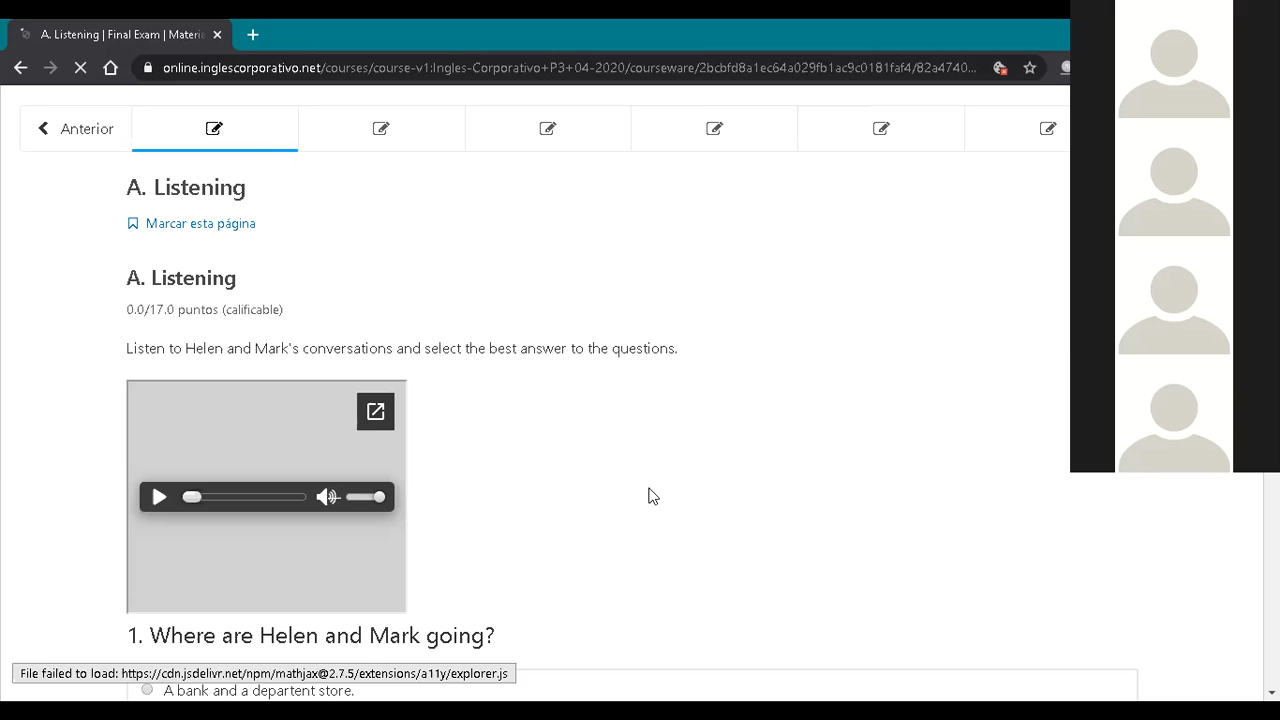 A. Listening | Final Exam | Materi
online.inglescorporativo.net/courses/course-v1:Ingles-Corporativo+P3+04-2020/courseware/2bcbfd8a1ec64a029fb1ac9c0181faf4/82a4740...
Anterior
A. Listening
Marcar esta página
A. Listening
0.0/17.0 puntos (calificable)
Listen to Helen and Mark's conversations and select the best answer to the questions.
1. Where are Helen and Mark going?
File failed to load: https://cdn.jsdelivr.net/npm/mathjax@2.7.5/extensions/a11y/explorer.js
A bank and a departent store.